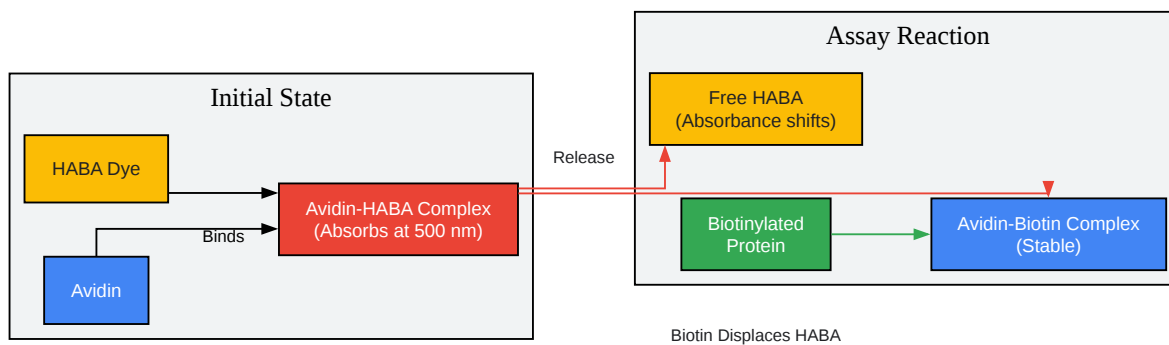 Initial State
HABA Dye
Binds
Avidin
Avidin-HABA Complex
(Absorbs at 500 nm)
Release
Assay Reaction
Free HABA
(Absorbance shifts)
Biotinylated
Protein
Avidin-Biotin Complex
(Stable)
Biotin Displaces HABA